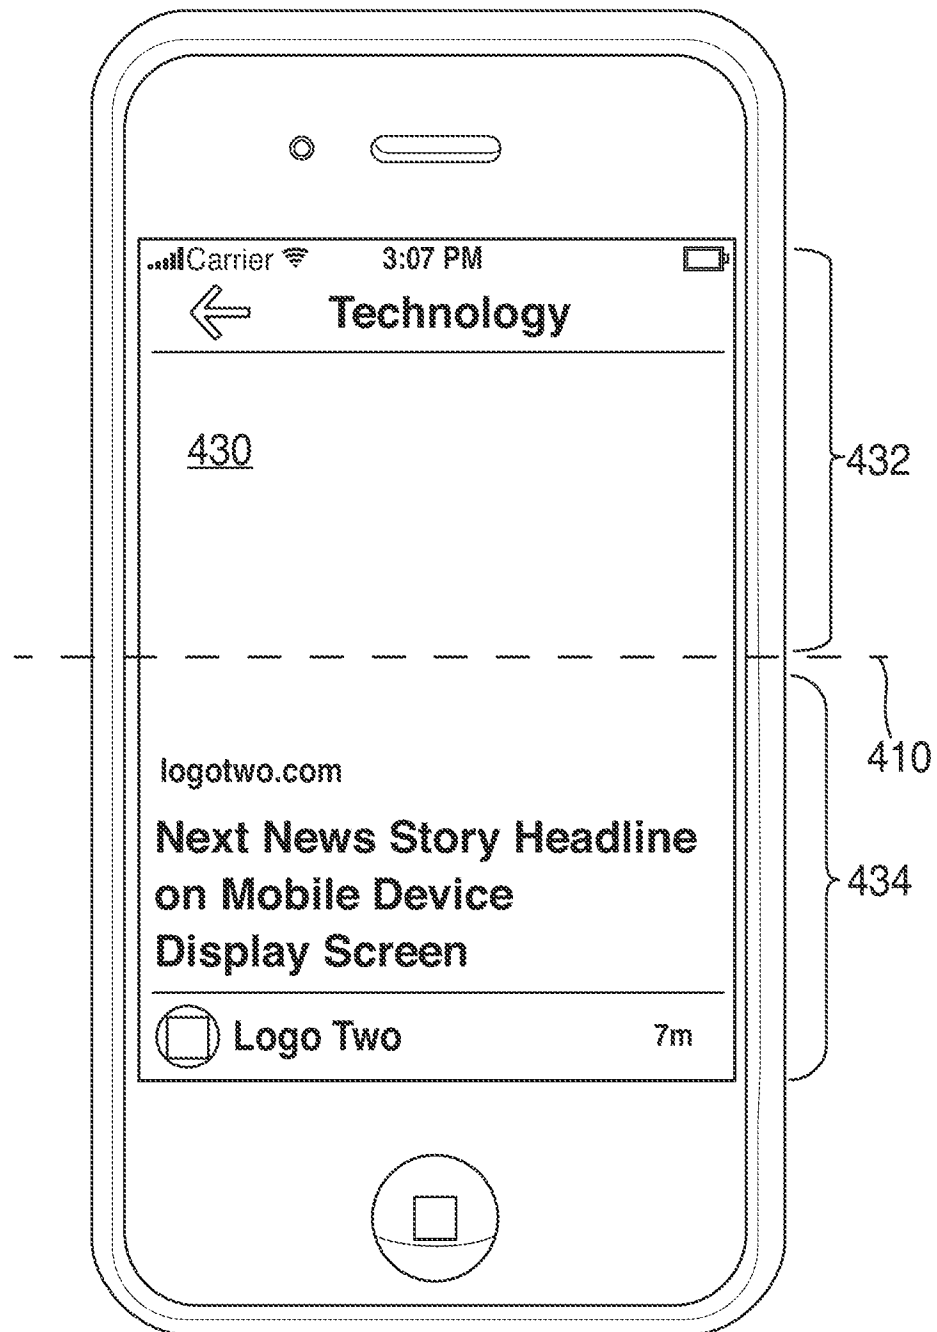 Carrier 3:07 PM
Technology
430
432
410
logotwo.com
Next News Story Headline
on Mobile Device
Display Screen
434
Logo Two 7m